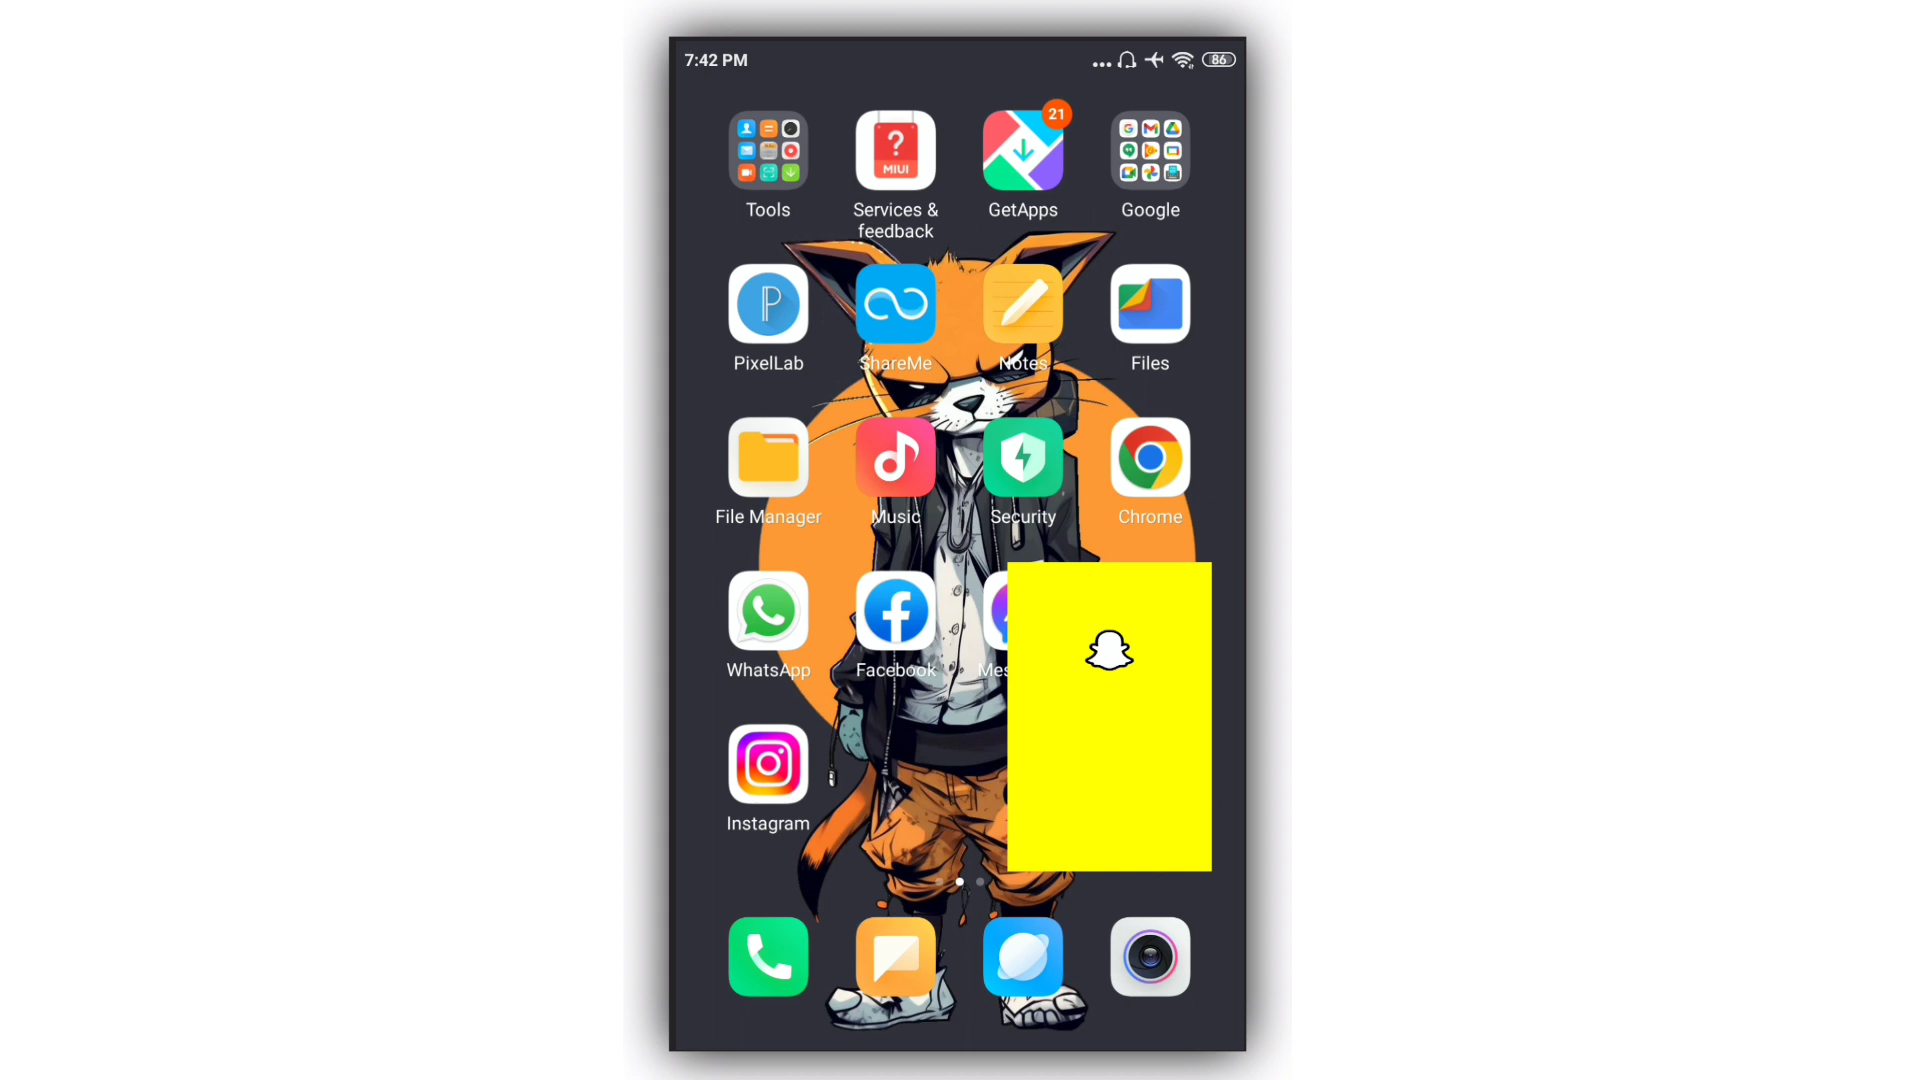 7:42 PM
86
21
MIUI
Tools
Services &
feedback
GetApps
Google
PixelLab
ShareMe
Notes
Files
File Manager
Music
Security
Chrome
WhatsApp
Facebook
Mes
Instagram